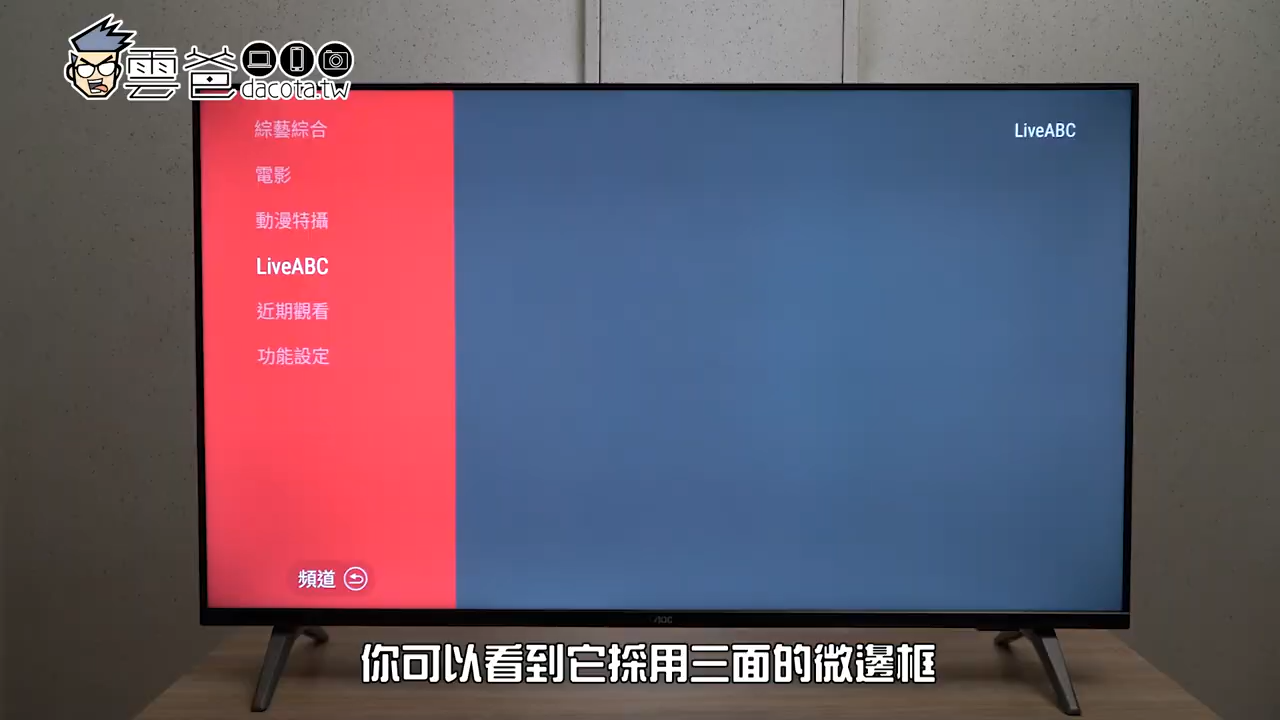 雲爸
dacota.tw
綜藝綜合
LiveABC
電影
動漫特攝
LiveABC
近期觀看
功能設定
頻道
AOC
你可以看到它採用三面的微邊框